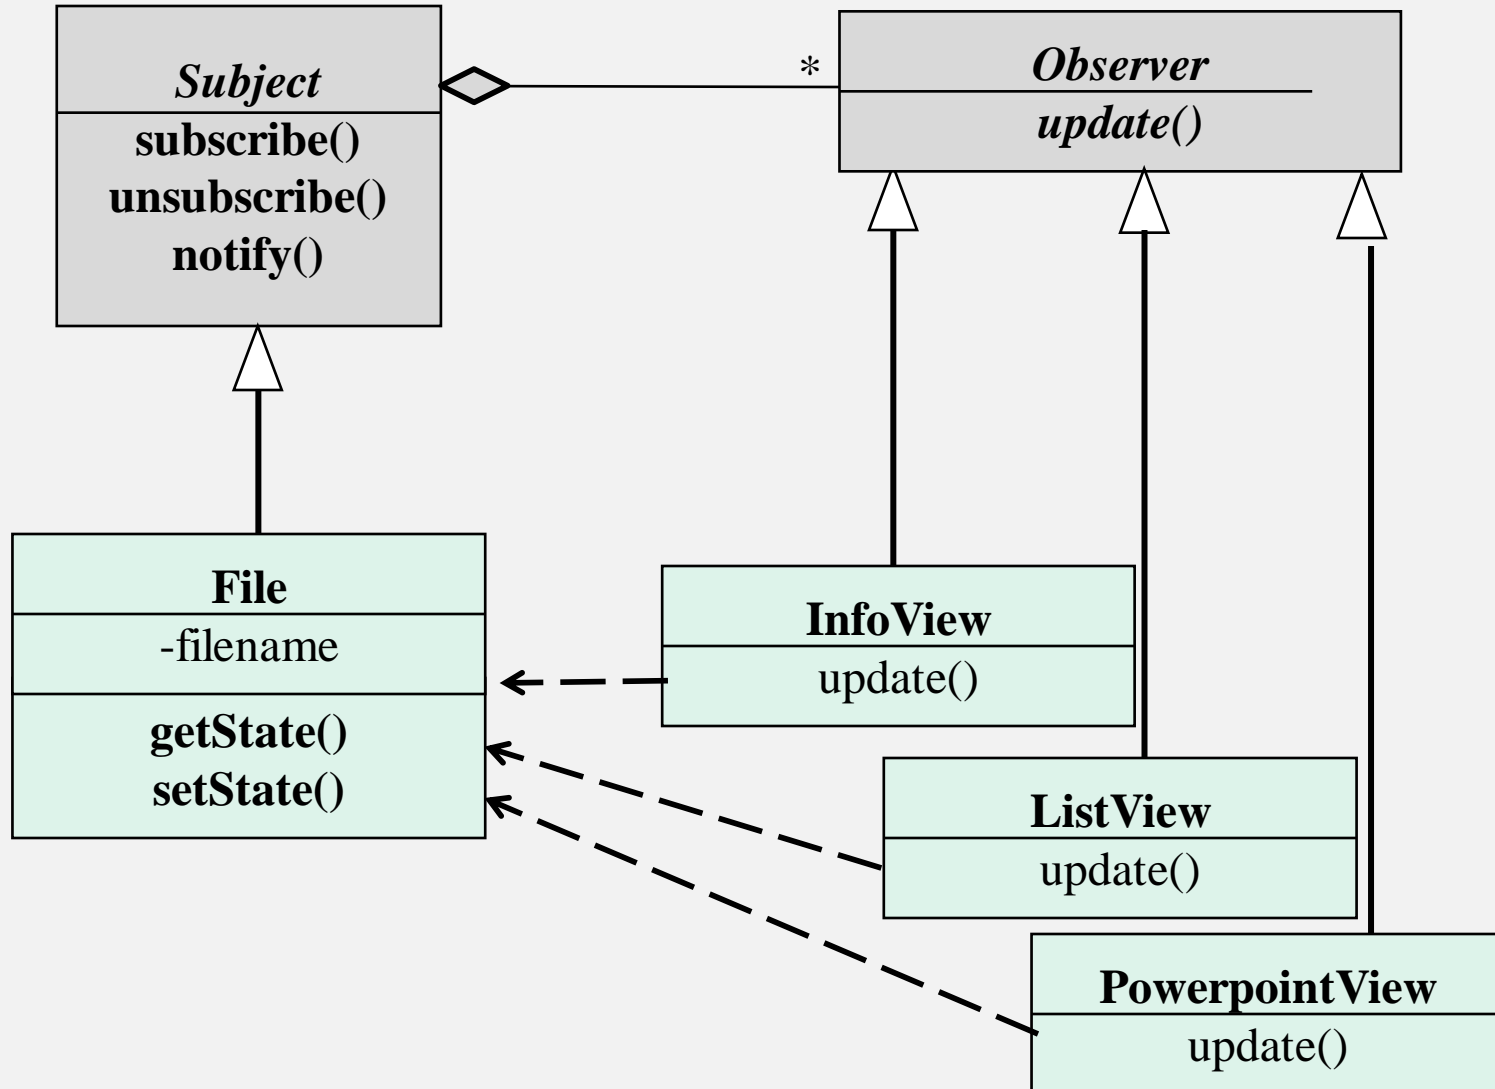 Subject
subscribe()
unsubscribe()
notify()
*
Observer
update()
File
-filename
getState()
setState()
InfoView
update()
ListView
update()
PowerpointView
update()